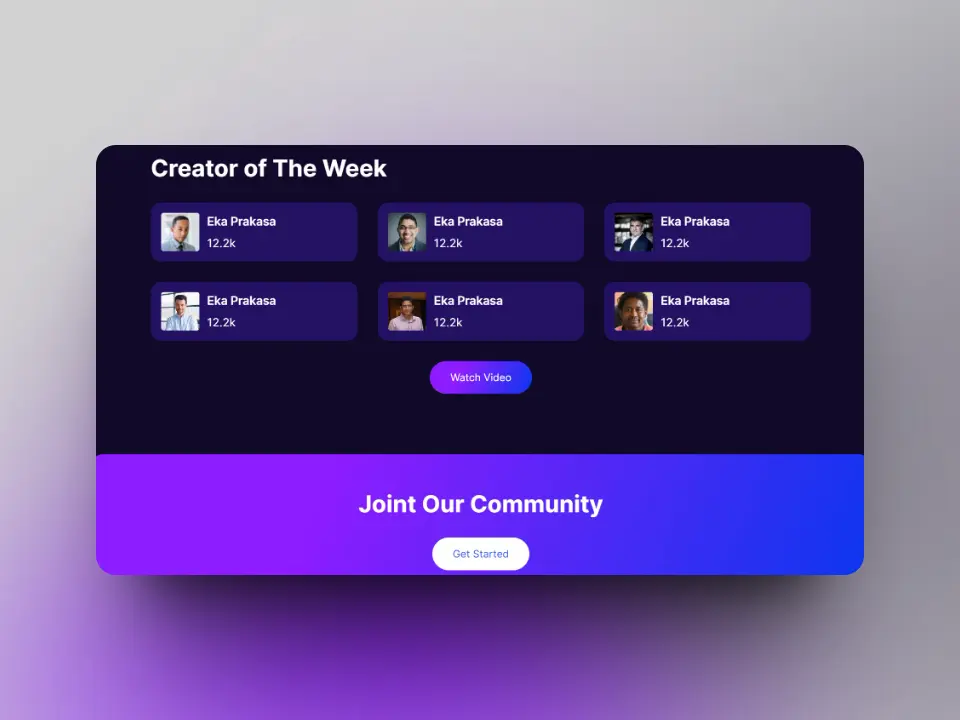 Creator of The Week
Eka Prakasa
12.2k
Eka Prakasa
12.2k
Eka Prakasa
12.2k
Eka Prakasa
12.2k
Eka Prakasa
12.2k
Eka Prakasa
12.2k
Watch Video
Joint Our Community
Get Started